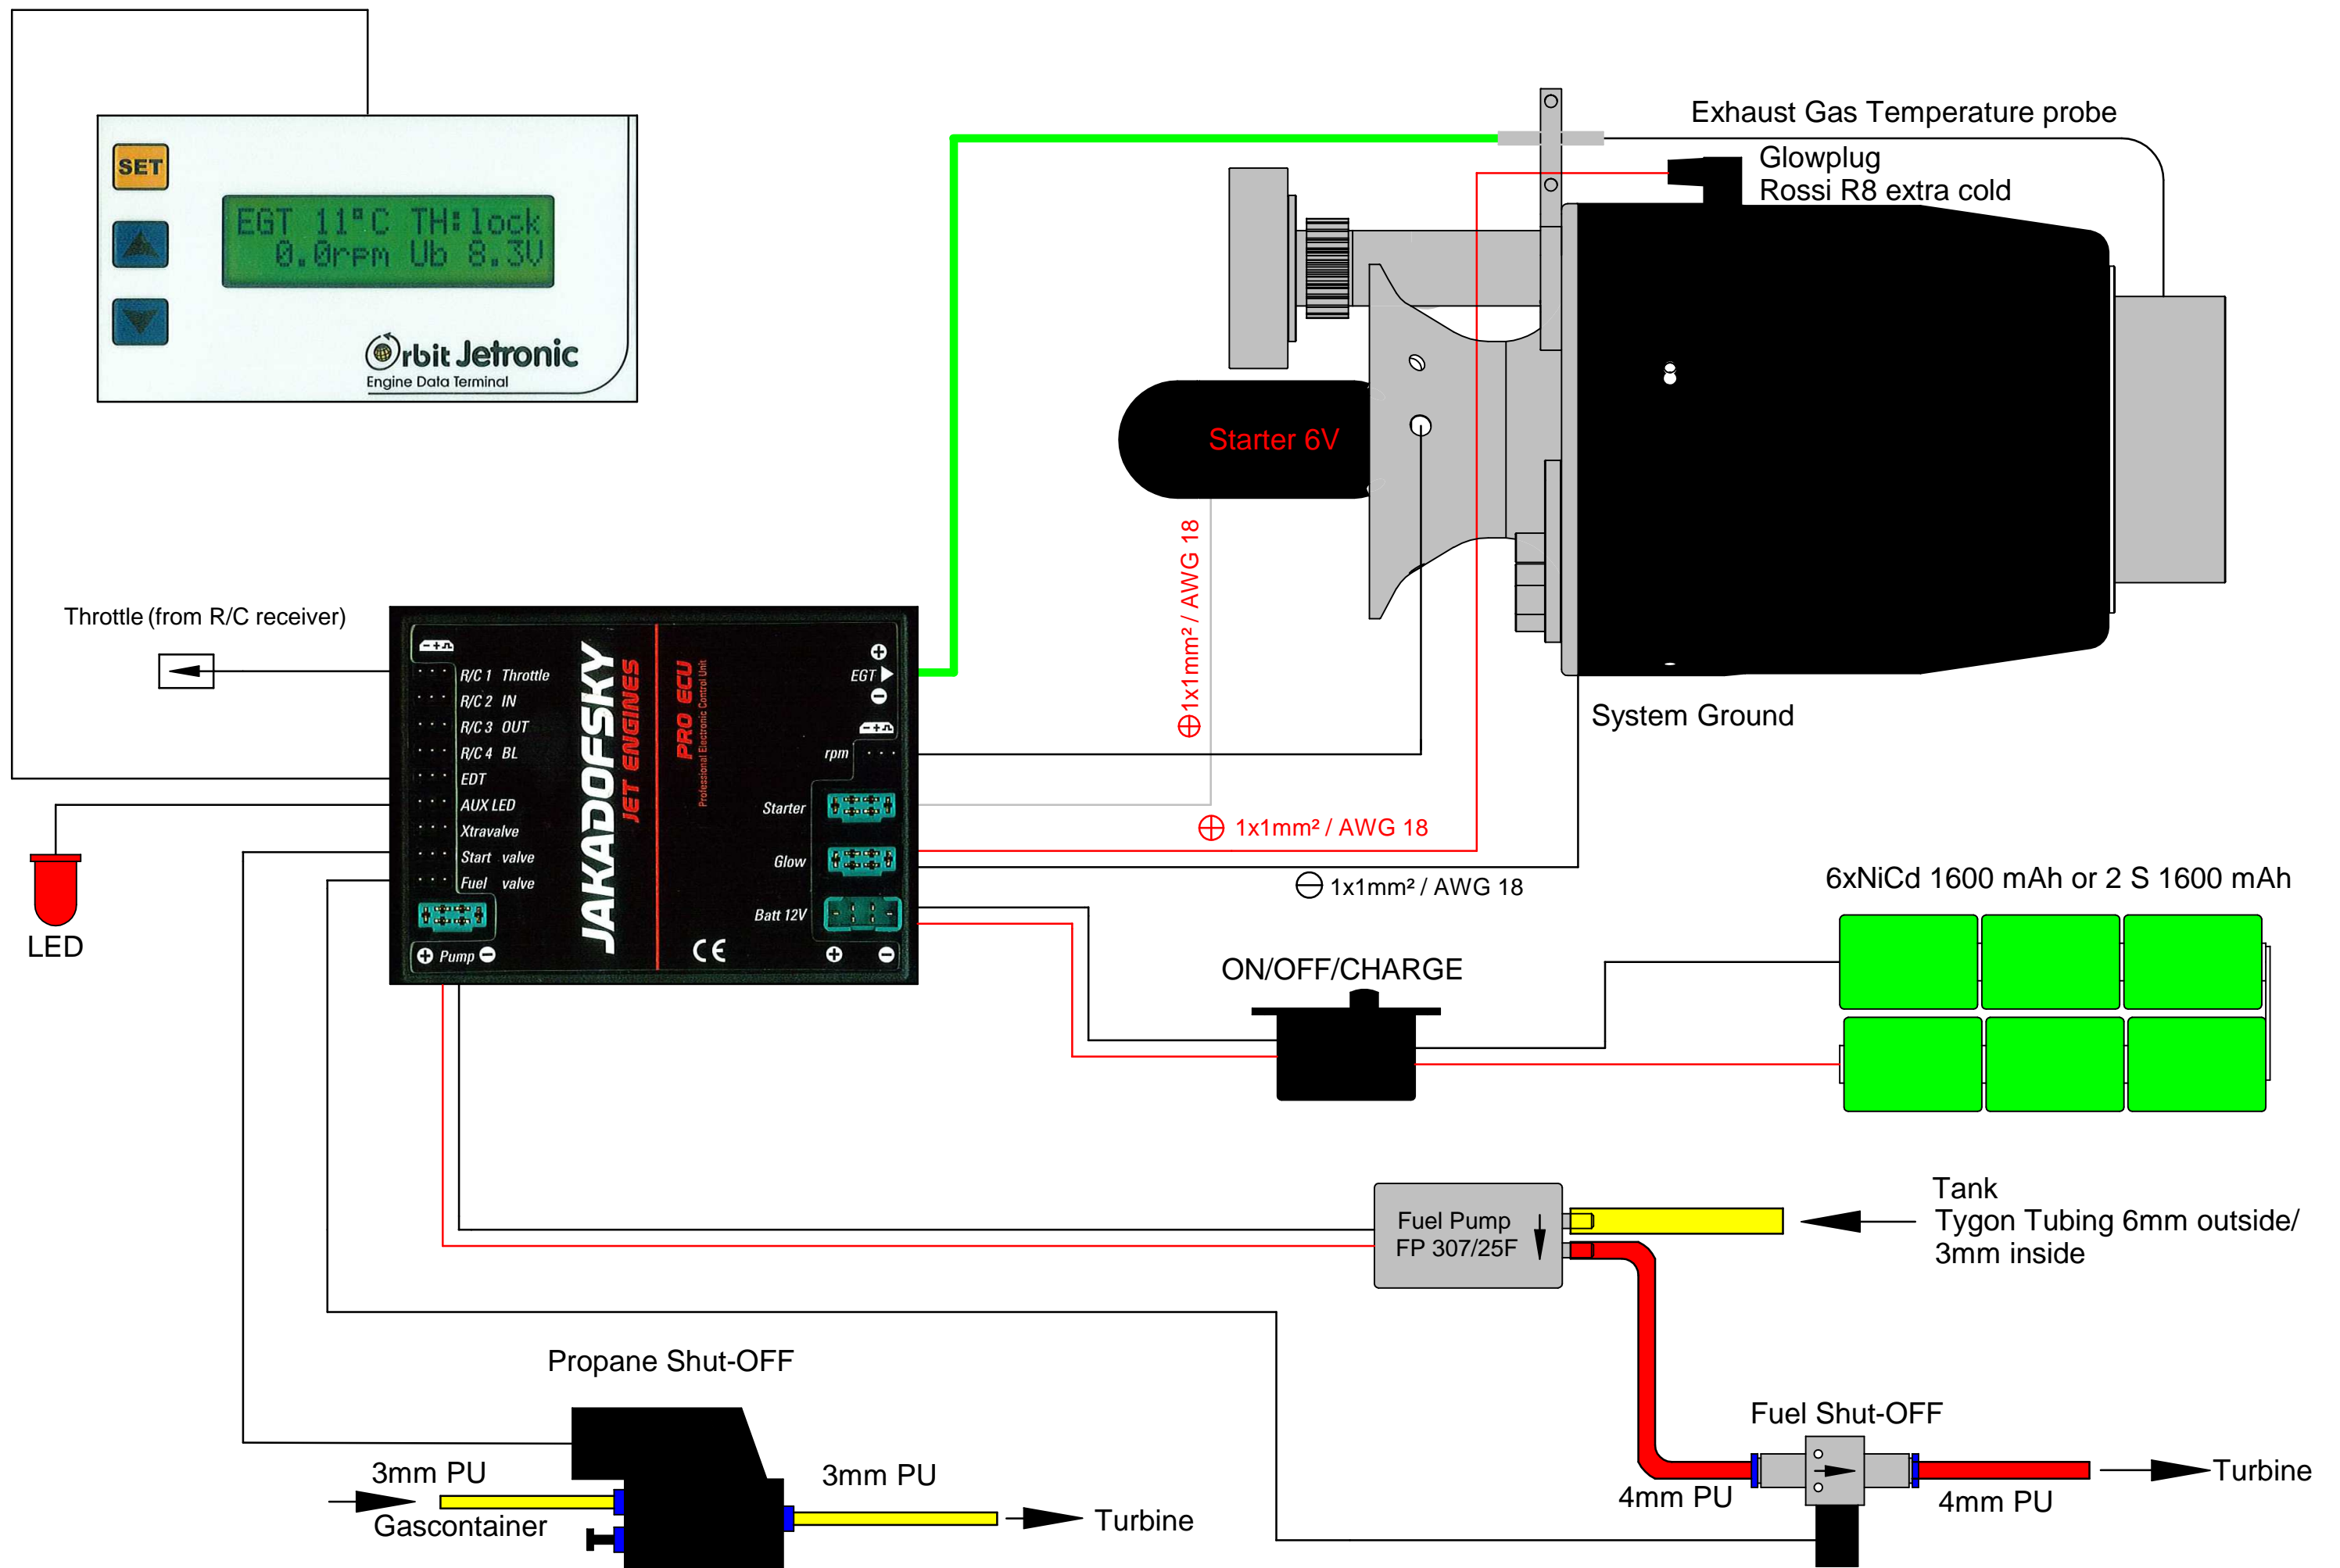 SET
EGT 11°C TH:lock
0.0rpm Ub 8.3V
Orbit Jetronic
Engine Data Terminal
Exhaust Gas Temperature probe
Glowplug
Rossi R8 extra cold
Starter 6V
⊕1x1mm² / AWG 18
System Ground
Throttle (from R/C receiver)
R/C 1 Throttle
R/C 2 IN
R/C 3 OUT
R/C 4 BL
EDT
AUX LED
Xtravalve
Start valve
Fuel valve
+ Pump -
JAKADOFSKY
JET ENGINES
PRO ECU
Professional Electronic Control Unit
CE
EGT
rpm
Starter
Glow
Batt 12V
+ -
⊕ 1x1mm² / AWG 18
⊖ 1x1mm² / AWG 18
LED
6xNiCd 1600 mAh or 2 S 1600 mAh
ON/OFF/CHARGE
Fuel Pump
FP 307/25F
Tank
Tygon Tubing 6mm outside/
3mm inside
Propane Shut-OFF
3mm PU
Gascontainer
3mm PU
Turbine
Fuel Shut-OFF
4mm PU
4mm PU
Turbine